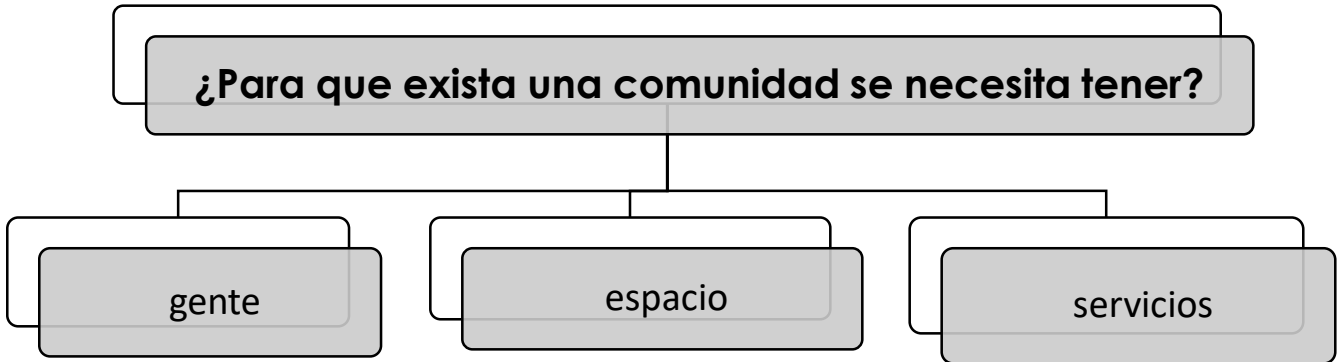 ¿Para que exista una comunidad se necesita tener?
gente
espacio
servicios